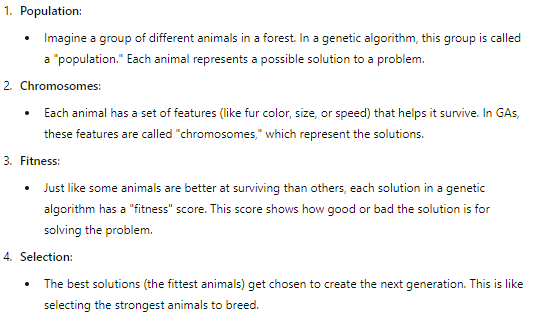 1. Population:
• Imagine a group of different animals in a forest. In a genetic algorithm, this group is called
a "population." Each animal represents a possible solution to a problem.
2. Chromosomes:
• Each animal has a set of features (like fur color, size, or speed) that helps it survive. In GAs,
these features are called "chromosomes," which represent the solutions.
3. Fitness:
• Just like some animals are better at surviving than others, each solution in a genetic
algorithm has a "fitness" score. This score shows how good or bad the solution is for
solving the problem.
4. Selection:
• The best solutions (the fittest animals) get chosen to create the next generation. This is like
selecting the strongest animals to breed.